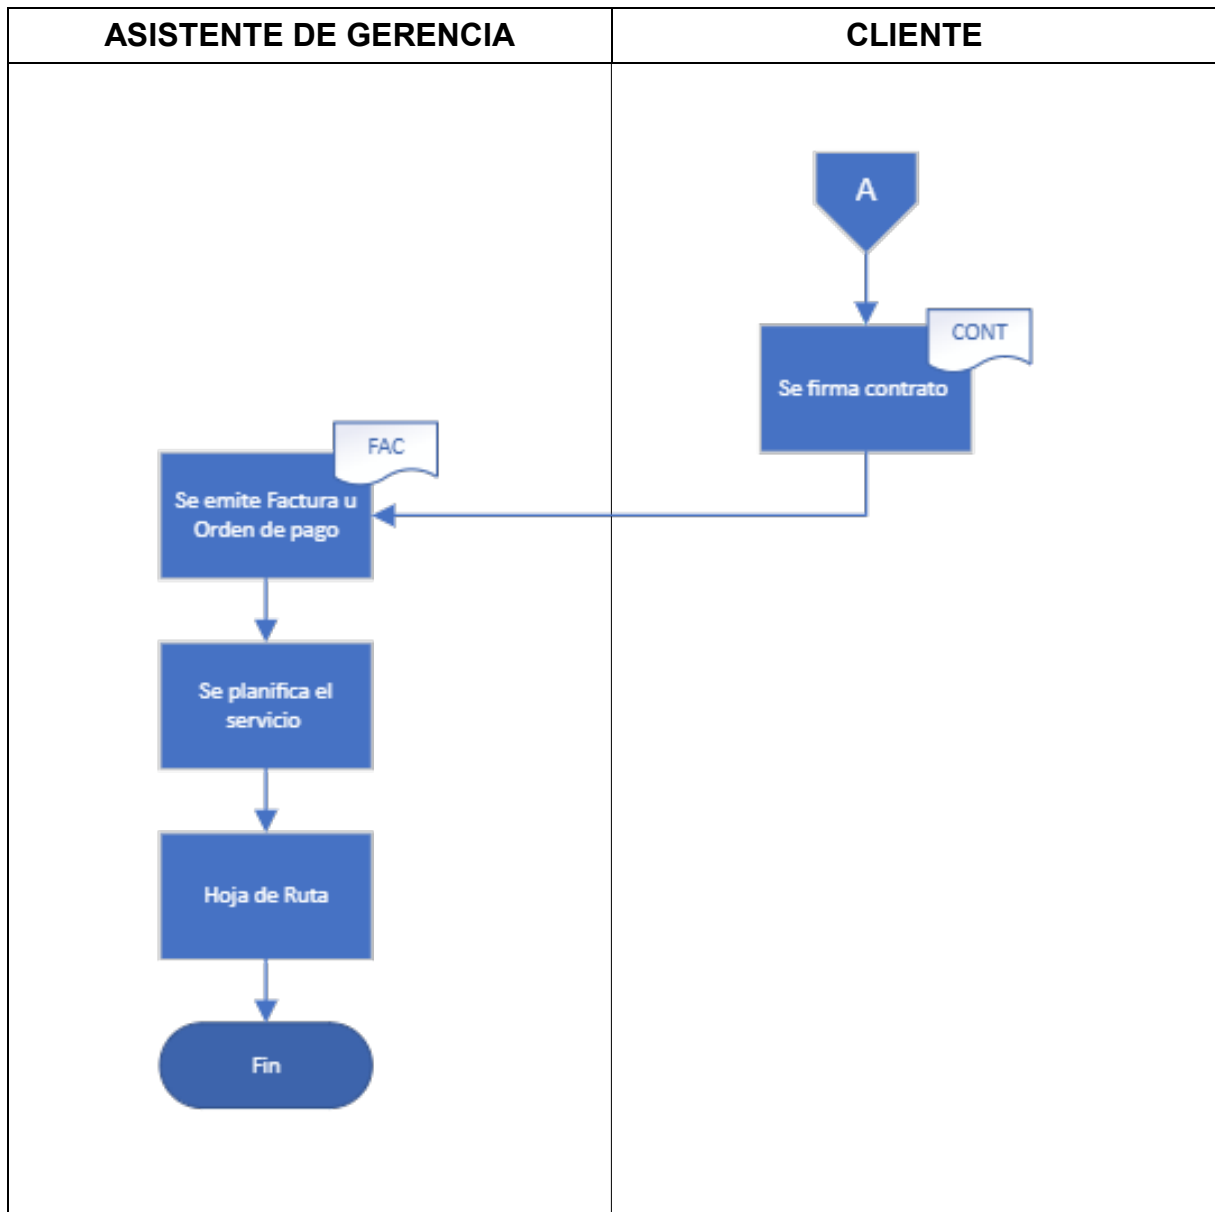 ASISTENTE DE GERENCIA
CLIENTE
A
CONT
Se firma contrato
FAC
Se emite Factura u
Orden de pago
Se planifica el
servicio
Hoja de Ruta
Fin